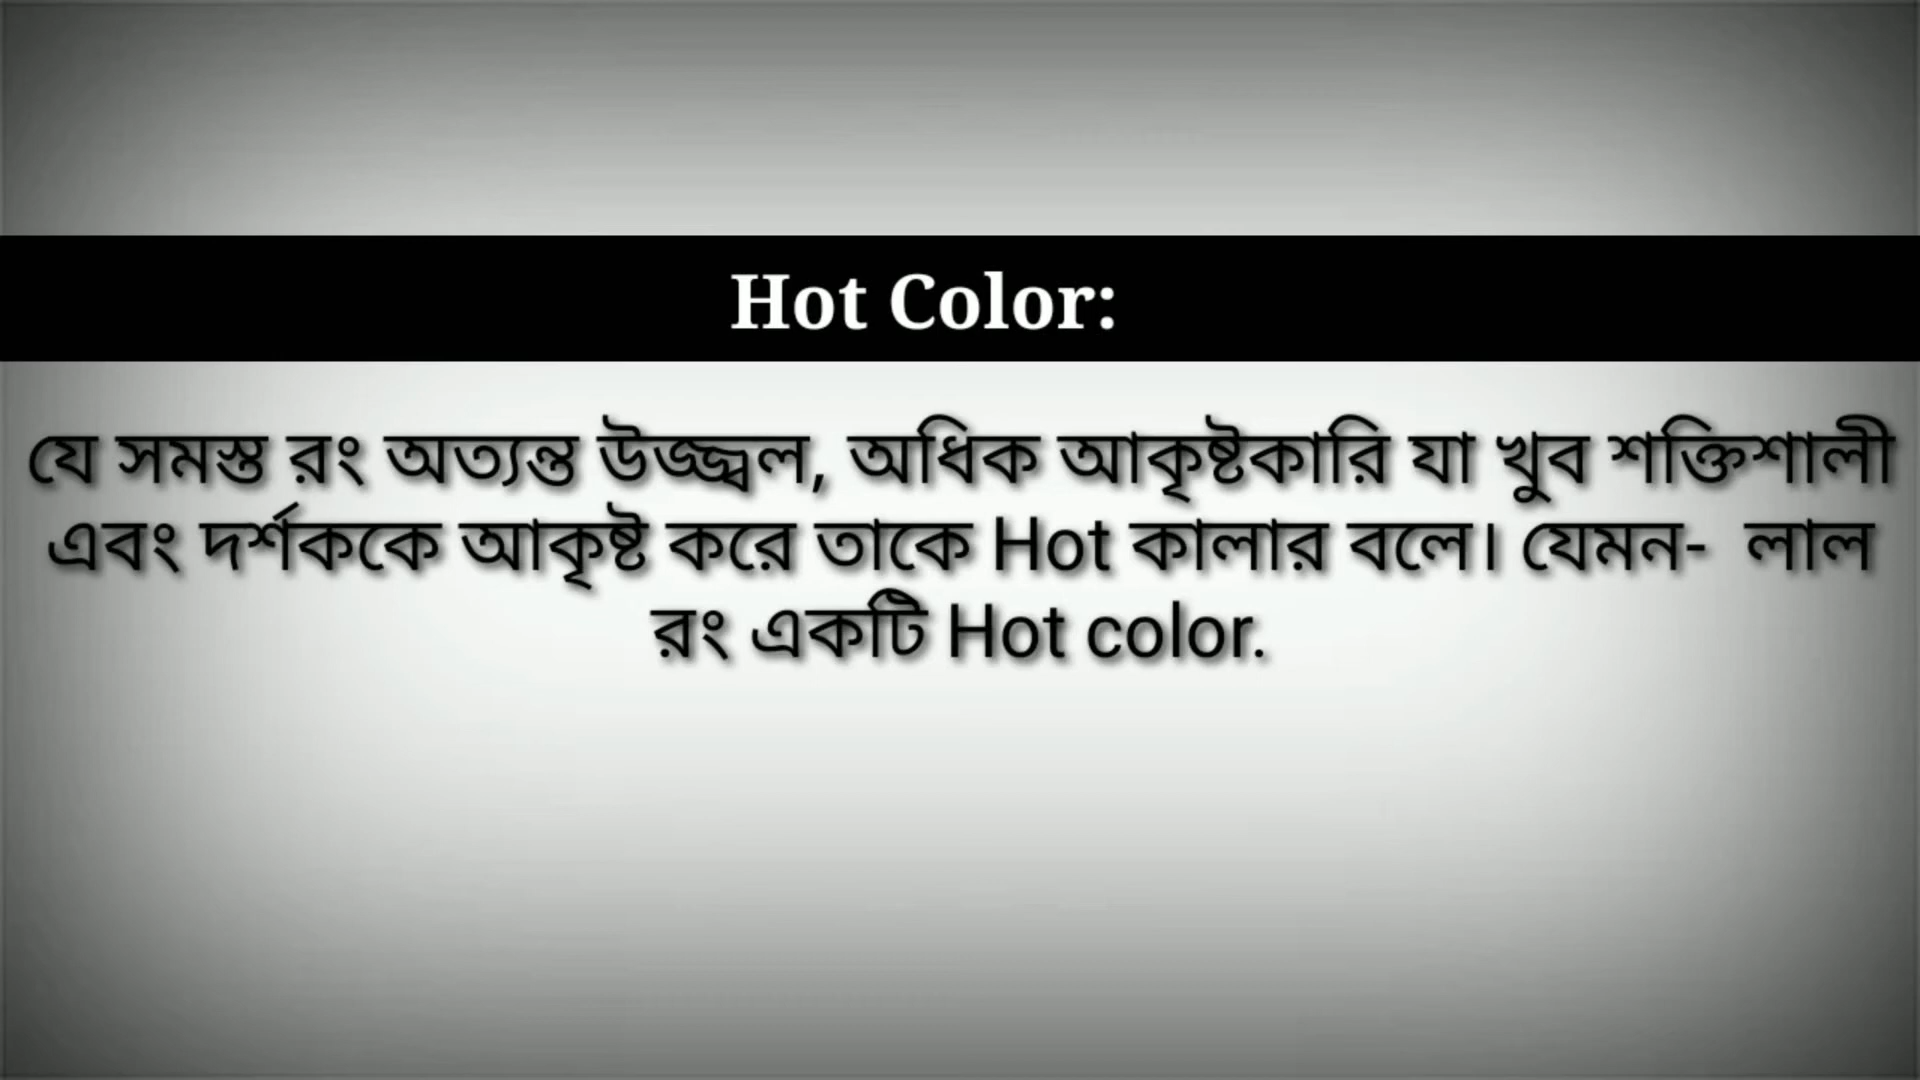 Hot Color:
যে সমস্ত রং অত্যন্ত উজ্জ্বল, অধিক আকৃষ্টকারি যা খুব শক্তিশালী
এবং দর্শককে আকৃষ্ট করে তাকে Hot কালার বলে। যেমন- লাল
রং একটি Hot color.